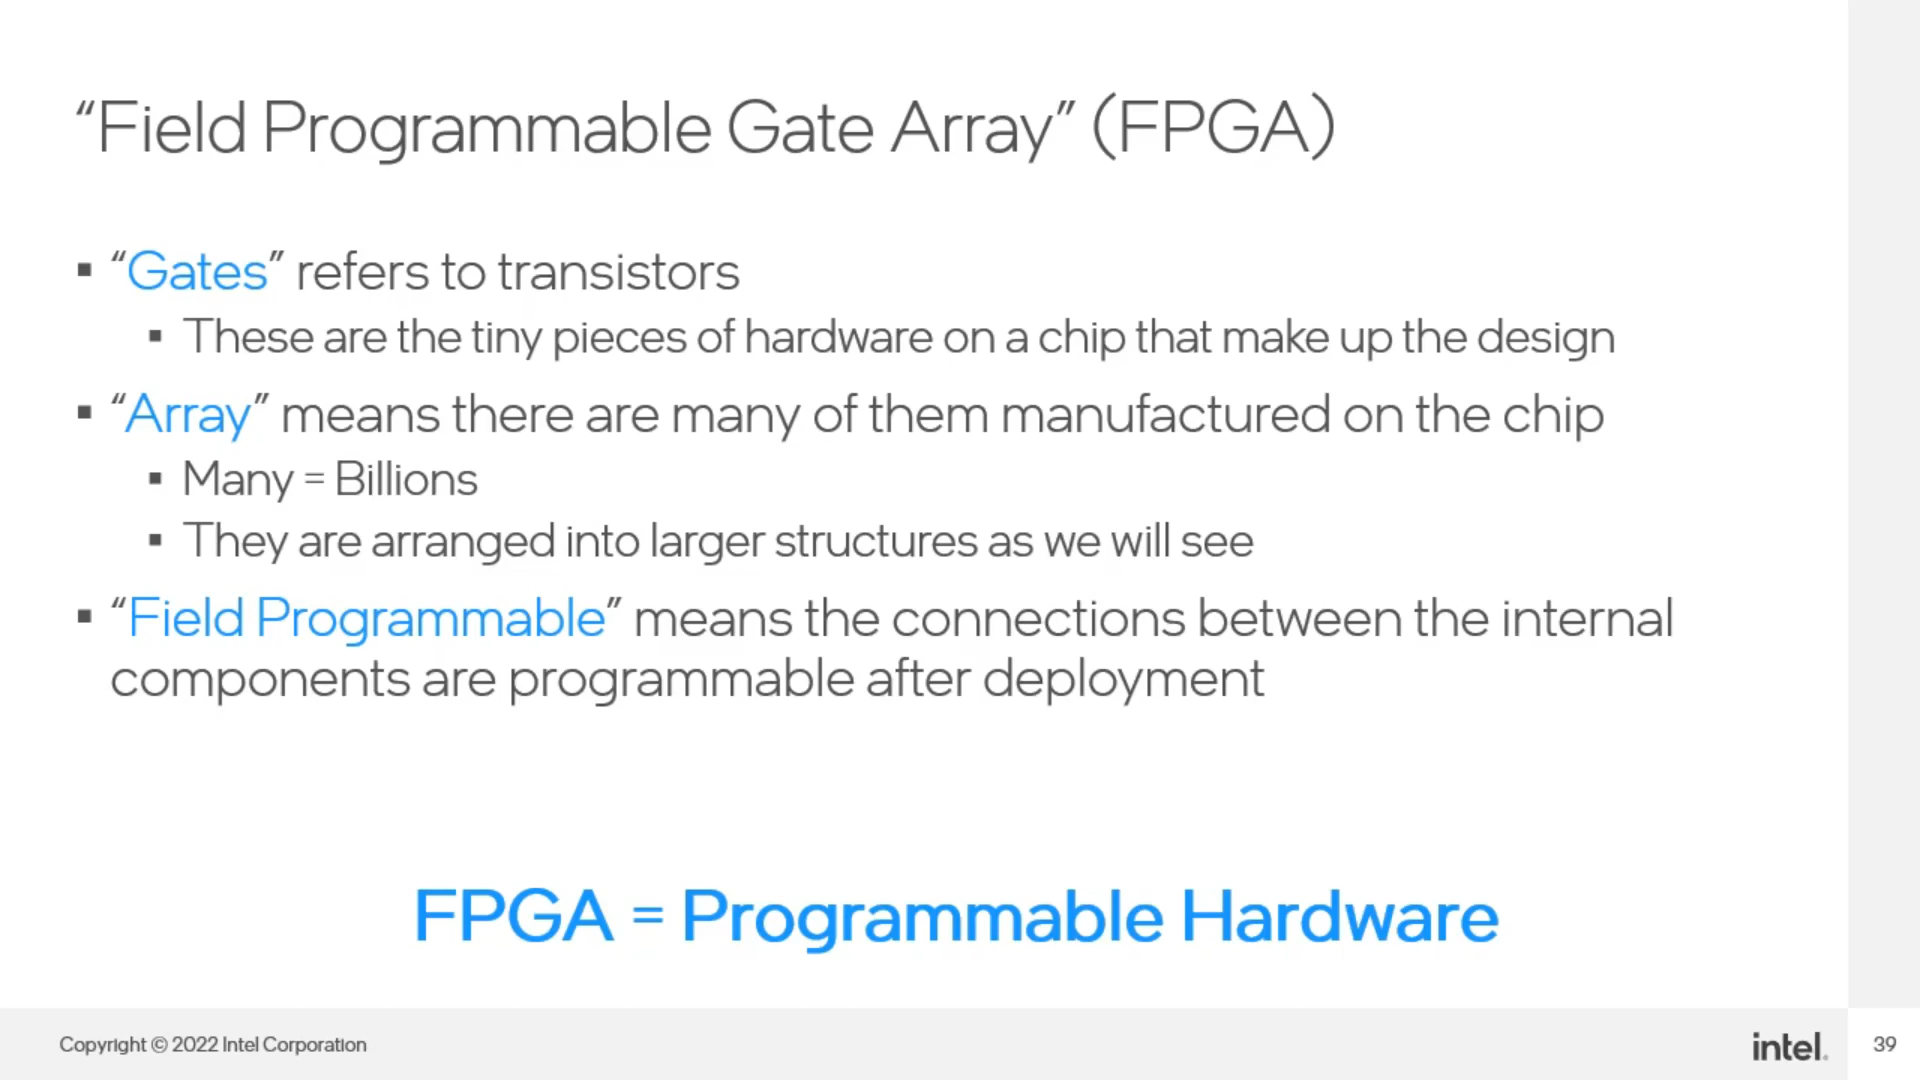 “Field Programmable Gate Array” (FPGA)
▪ “Gates” refers to transistors
▪ These are the tiny pieces of hardware on a chip that make up the design
▪ “Array” means there are many of them manufactured on the chip
▪ Many = Billions
▪ They are arranged into larger structures as we will see
▪ “Field Programmable” means the connections between the internal
components are programmable after deployment
FPGA = Programmable Hardware
Copyright © 2022 Intel Corporation
intel.
39